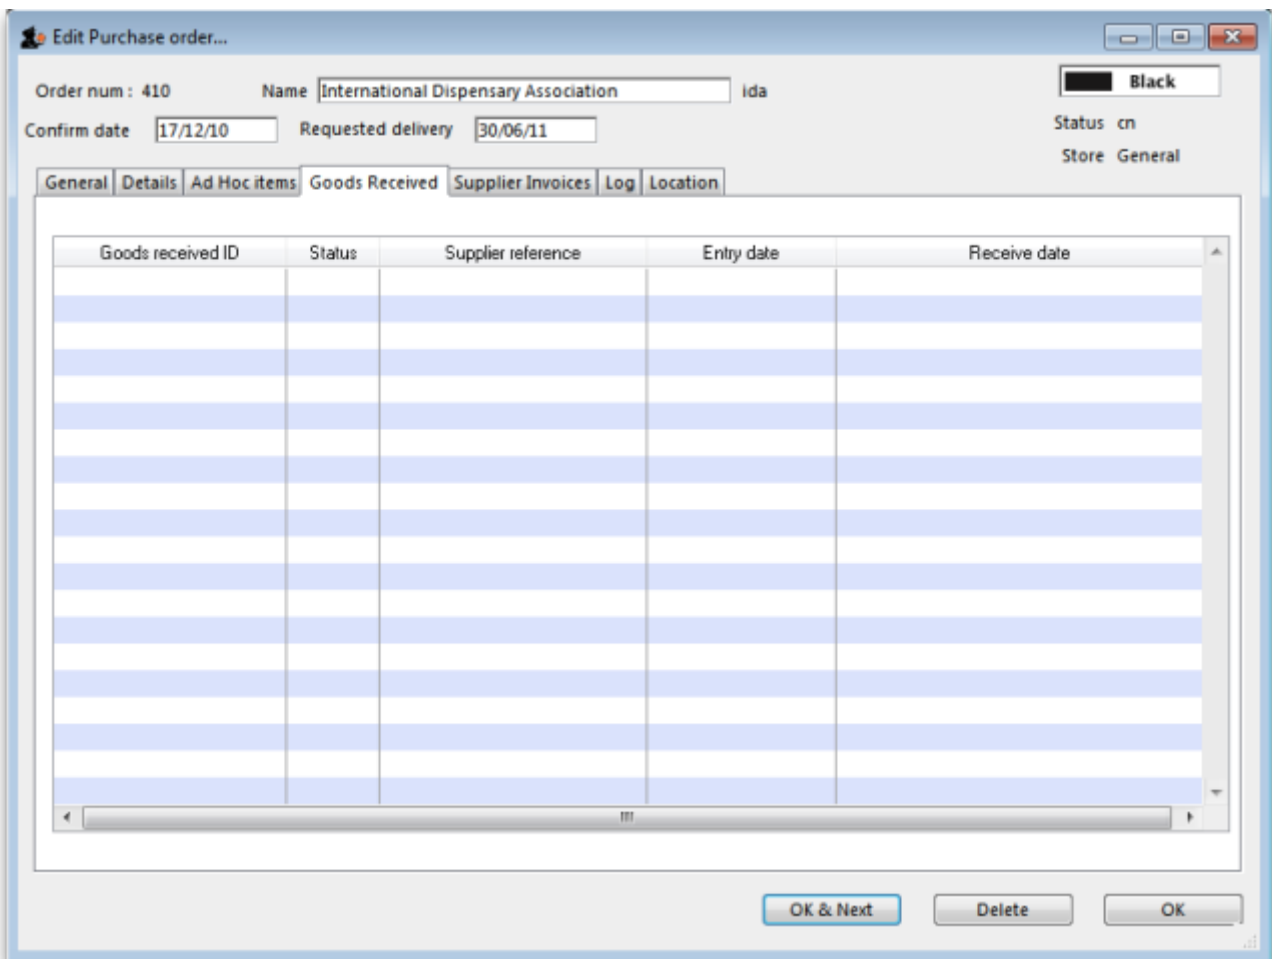 Edit Purchase order...
Order num : 410 Name International Dispensary Association ida Black
Confirm date 17/12/10 Requested delivery 30/06/11 Status cn
Store General
General Details Ad Hoc items Goods Received Supplier Invoices Log Location
Goods received ID Status Supplier reference Entry date Receive date
OK & Next Delete OK